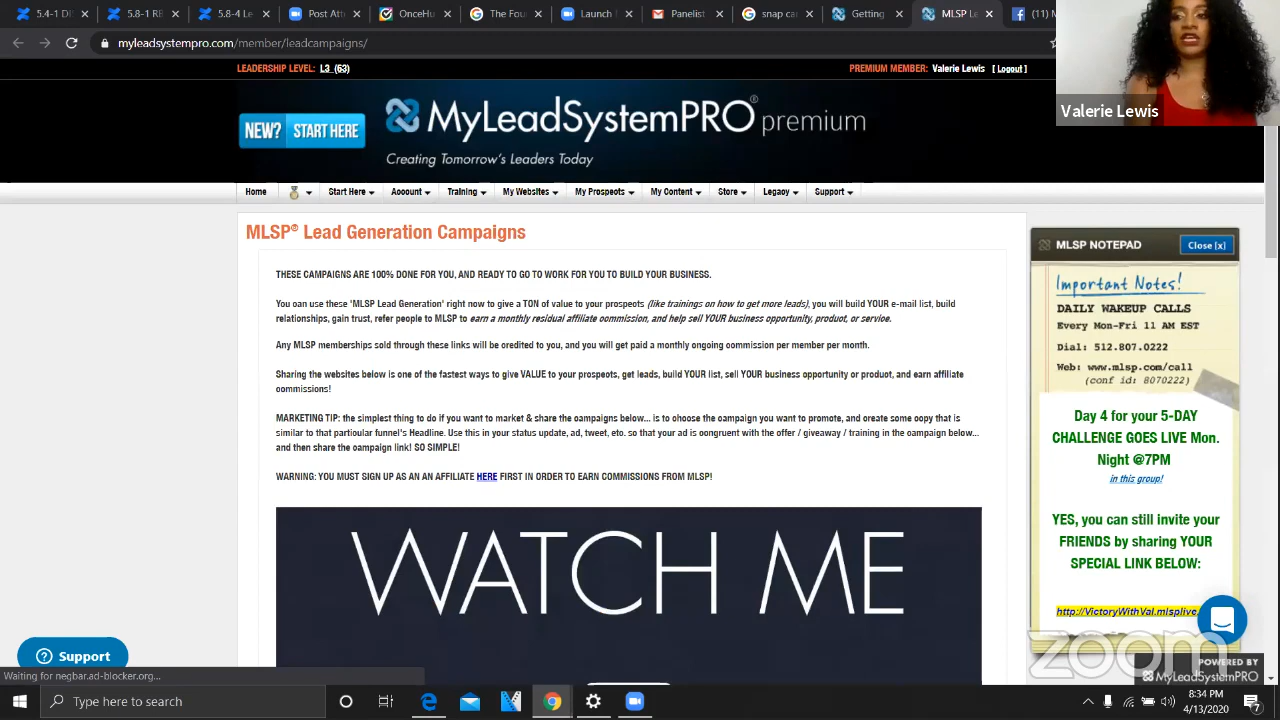 5.8-1 Post Di
5.8-1 RE
5.8-4 Le
Post Att
OnceHu
The Four
Launch
Panelist
snap car
Getting
MLSP Le
(11)
myleadsystempro.com/member/leadcampaigns/
LEADERSHIP LEVEL: L3 (63)
PREMIUM MEMBER: Valerie Lewis [ Logout ]
Valerie Lewis
NEW? START HERE
MyLeadSystemPRO® premium
Creating Tomorrow's Leaders Today
Home Start Here Account Training My Websites My Prospects My Content Store Legacy Support
MLSP® Lead Generation Campaigns
THESE CAMPAIGNS ARE 100% DONE FOR YOU, AND READY TO GO TO WORK FOR YOU TO BUILD YOUR BUSINESS.
You can use these 'MLSP Lead Generation' right now to give a TON of value to your prospects (like trainings on how to get more leads), you will build YOUR e-mail list, build
relationships, gain trust, refer people to MLSP to earn a monthly residual affiliate commission, and help sell YOUR business opportunity, product, or service.
Any MLSP memberships sold through these links will be credited to you, and you will get paid a monthly ongoing commission per member per month.
Sharing the websites below is one of the fastest ways to give VALUE to your prospects, get leads, build YOUR list, sell YOUR business opportunity or product, and earn affiliate
commissions!
MARKETING TIP: the simplest thing to do if you want to market & share the campaigns below... is to choose the campaign you want to promote, and create some copy that is
similar to that particular funnel's Headline. Use this in your status update, ad, tweet, etc. so that your ad is congruent with the offer / giveaway / training in the campaign below...
and then share the campaign link! SO SIMPLE!
WARNING: YOU MUST SIGN UP AS AN AN AFFILIATE HERE FIRST IN ORDER TO EARN COMMISSIONS FROM MLSP!
WATCH ME
MLSP NOTEPAD Close [x]
Important Notes!
DAILY WAKEUP CALLS
Every Mon-Fri 11 AM EST
Dial: 512.807.0222
Web: www.mlsp.com/call
(conf id: 8070222)
Day 4 for your 5-DAY
CHALLENGE GOES LIVE Mon.
Night @7PM
in this group!
YES, you can still invite your
FRIENDS by sharing YOUR
SPECIAL LINK BELOW:
http://VictoryWithVal.mlsplive.
zoom
POWERED BY
MyLeadSystemPRO
Support
Waiting for negbar.ad-blocker.org...
Type here to search
8:34 PM
4/13/2020
7